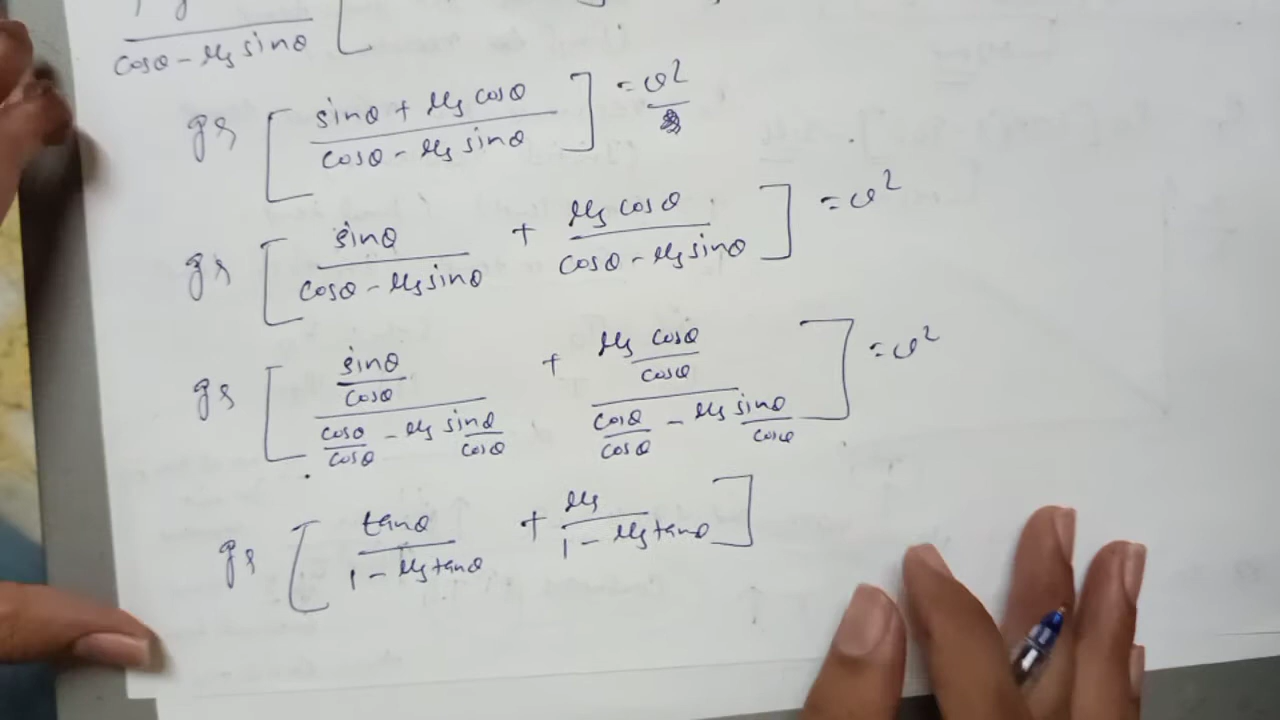 cosθ - μs sinθ [
gr [ sinθ + μs cosθ / cosθ - μs sinθ ] = v²
gr [ sinθ / cosθ - μs sinθ + μs cosθ / cosθ - μs sinθ ] = v²
gr [ sinθ/cosθ / cosθ/cosθ - μs sinθ/cosθ + μs cosθ/cosθ / cosθ/cosθ - μs sinθ/cosθ ] = v²
gr [ tanθ / 1 - μs tanθ + μs / 1 - μs tanθ ]